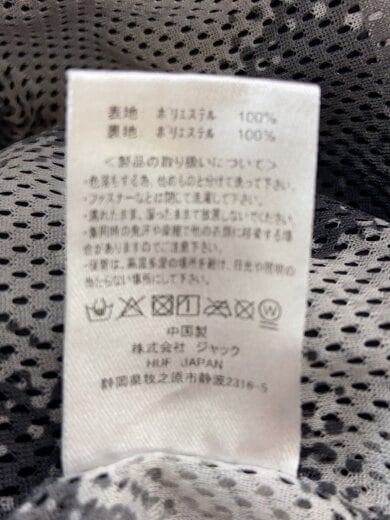 表地 ポリエステル 100%
裏地 ポリエステル 100%
<製品の取り扱いについて>
・色落ちする為、他のものと分けて洗って下さい。
・ファスナーなどは閉じて洗濯して下さい。
・濡れたまま、湿ったままで放置しないでください。
・着用時の発汗や摩擦で他の衣類に移染する場
合がありますのでご注意下さい。
・保管は、高温多湿の場所を避け、日光や照明の
当たらない場所にして下さい。
中国製
株式会社 ジャック
HUF JAPAN
静岡県牧之原市静波2316-5